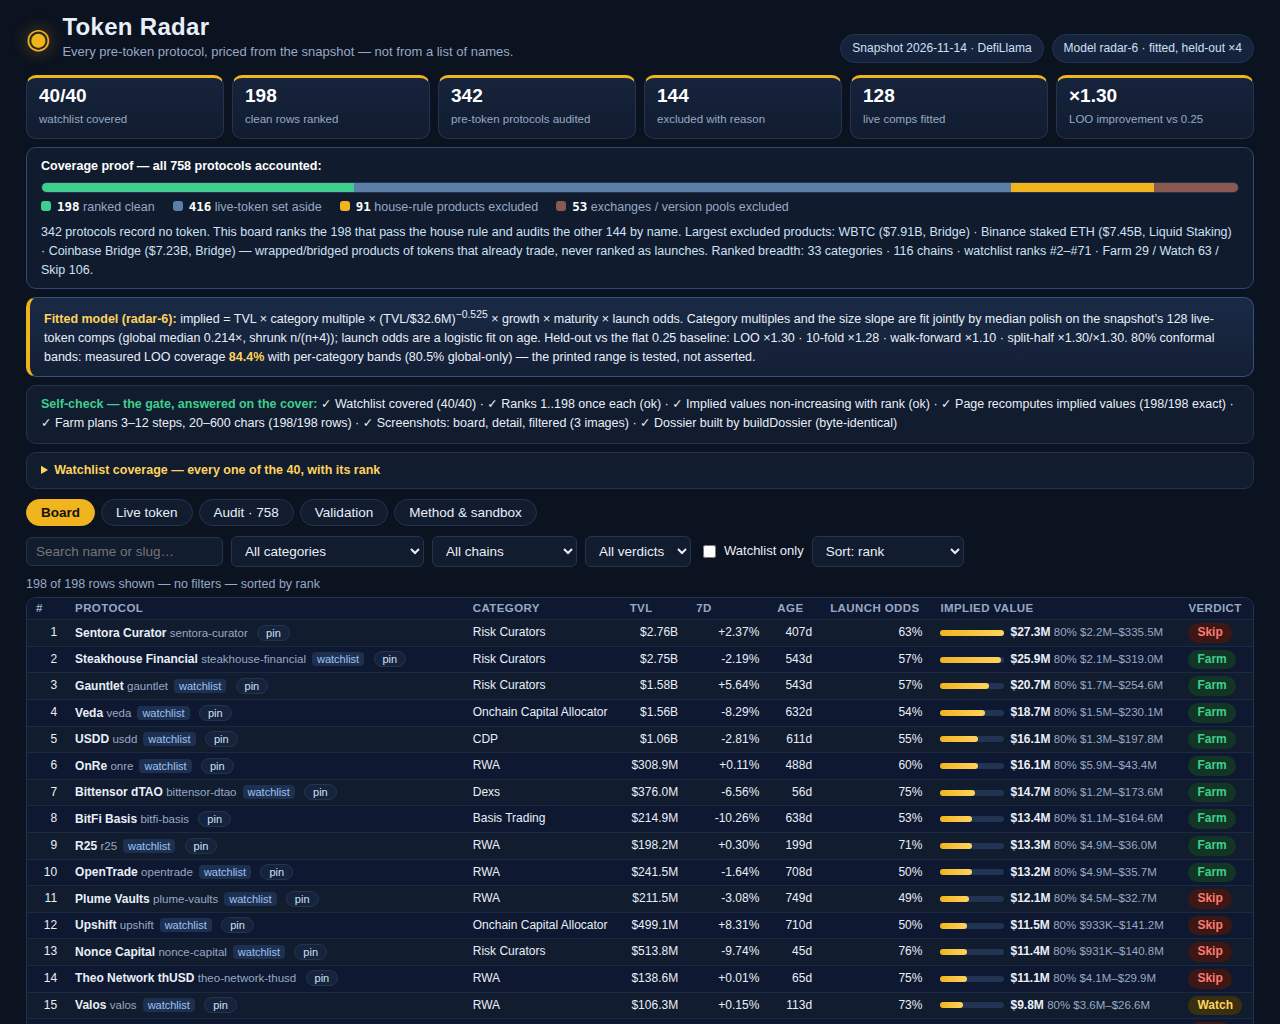 Token Radar
Every pre-token protocol, priced from the snapshot — not from a list of names.
Snapshot 2026-11-14 · DefiLlama
Model radar-6 · fitted, held-out ×4
40/40
watchlist covered
198
clean rows ranked
342
pre-token protocols audited
144
excluded with reason
128
live comps fitted
×1.30
LOO improvement vs 0.25
Coverage proof — all 758 protocols accounted:
198 ranked clean 416 live-token set aside 91 house-rule products excluded 53 exchanges / version pools excluded
342 protocols record no token. This board ranks the 198 that pass the house rule and audits the other 144 by name. Largest excluded products: WBTC ($7.91B, Bridge) · Binance staked ETH ($7.45B, Liquid Staking)
· Coinbase Bridge ($7.23B, Bridge) — wrapped/bridged products of tokens that already trade, never ranked as launches. Ranked breadth: 33 categories · 116 chains · watchlist ranks #2–#71 · Farm 29 / Watch 63 /
Skip 106.
Fitted model (radar-6): implied = TVL × category multiple × (TVL/$32.6M)−0.525 × growth × maturity × launch odds. Category multiples and the size slope are fit jointly by median polish on the snapshot's 128 live-
token comps (global median 0.214×, shrunk n/(n+4)); launch odds are a logistic fit on age. Held-out vs the flat 0.25 baseline: LOO ×1.30 · 10-fold ×1.28 · walk-forward ×1.10 · split-half ×1.30/×1.30. 80% conformal
bands: measured LOO coverage 84.4% with per-category bands (80.5% global-only) — the printed range is tested, not asserted.
Self-check — the gate, answered on the cover: ✓ Watchlist covered (40/40) · ✓ Ranks 1..198 once each (ok) · ✓ Implied values non-increasing with rank (ok) · ✓ Page recomputes implied values (198/198 exact) ·
✓ Farm plans 3–12 steps, 20–600 chars (198/198 rows) · ✓ Screenshots: board, detail, filtered (3 images) · ✓ Dossier built by buildDossier (byte-identical)
Watchlist coverage — every one of the 40, with its rank
Board Live token Audit · 758 Validation Method & sandbox
Search name or slug… All categories All chains All verdicts Watchlist only Sort: rank
198 of 198 rows shown — no filters — sorted by rank
# PROTOCOL CATEGORY TVL 7D AGE LAUNCH ODDS IMPLIED VALUE VERDICT
1 Sentora Curator sentora-curator pin Risk Curators $2.76B +2.37% 407d 63% $27.3M 80% $2.2M–$335.5M Skip
2 Steakhouse Financial steakhouse-financial watchlist pin Risk Curators $2.75B -2.19% 543d 57% $25.9M 80% $2.1M–$319.0M Farm
3 Gauntlet gauntlet watchlist pin Risk Curators $1.58B +5.64% 543d 57% $20.7M 80% $1.7M–$254.6M Farm
4 Veda veda watchlist pin Onchain Capital Allocator $1.56B -8.29% 632d 54% $18.7M 80% $1.5M–$230.1M Farm
5 USDD usdd watchlist pin CDP $1.06B -2.81% 611d 55% $16.1M 80% $1.3M–$197.8M Farm
6 OnRe onre watchlist pin RWA $308.9M +0.11% 488d 60% $16.1M 80% $5.9M–$43.4M Farm
7 Bittensor dTAO bittensor-dtao watchlist pin Dexs $376.0M -6.56% 56d 75% $14.7M 80% $1.2M–$173.6M Farm
8 BitFi Basis bitfi-basis pin Basis Trading $214.9M -10.26% 638d 53% $13.4M 80% $1.1M–$164.6M Farm
9 R25 r25 watchlist pin RWA $198.2M +0.30% 199d 71% $13.3M 80% $4.9M–$36.0M Farm
10 OpenTrade opentrade watchlist pin RWA $241.5M -1.64% 708d 50% $13.2M 80% $4.9M–$35.7M Farm
11 Plume Vaults plume-vaults watchlist pin RWA $211.5M -3.08% 749d 49% $12.1M 80% $4.5M–$32.7M Skip
12 Upshift upshift watchlist pin Onchain Capital Allocator $499.1M +8.31% 710d 50% $11.5M 80% $933K–$141.2M Skip
13 Nonce Capital nonce-capital watchlist pin Risk Curators $513.8M -9.74% 45d 76% $11.4M 80% $931K–$140.8M Skip
14 Theo Network thUSD theo-network-thusd pin RWA $138.6M +0.01% 65d 75% $11.1M 80% $4.1M–$29.9M Skip
15 Valos valos watchlist pin RWA $106.3M +0.15% 113d 73% $9.8M 80% $3.6M–$26.6M Watch